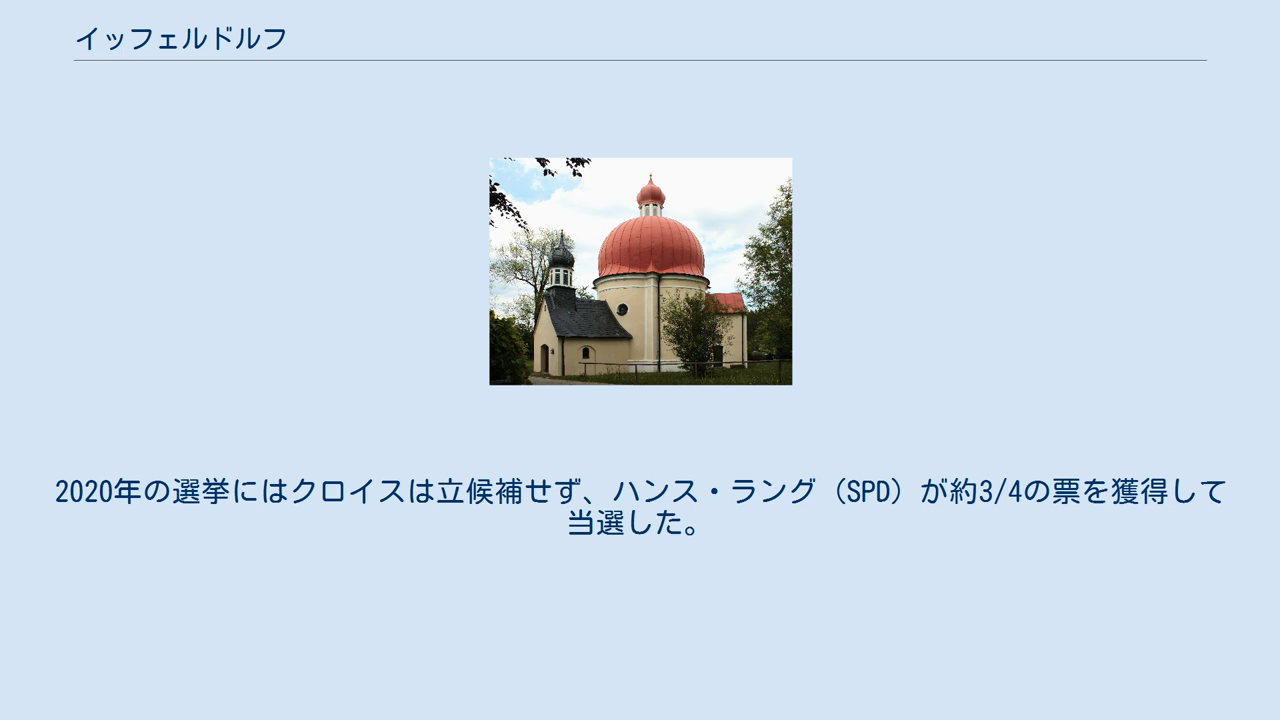 イッフェルドルフ
2020年の選挙にはクロイスは立候補せず、ハンス・ラング（SPD）が約3/4の票を獲得して
当選した。